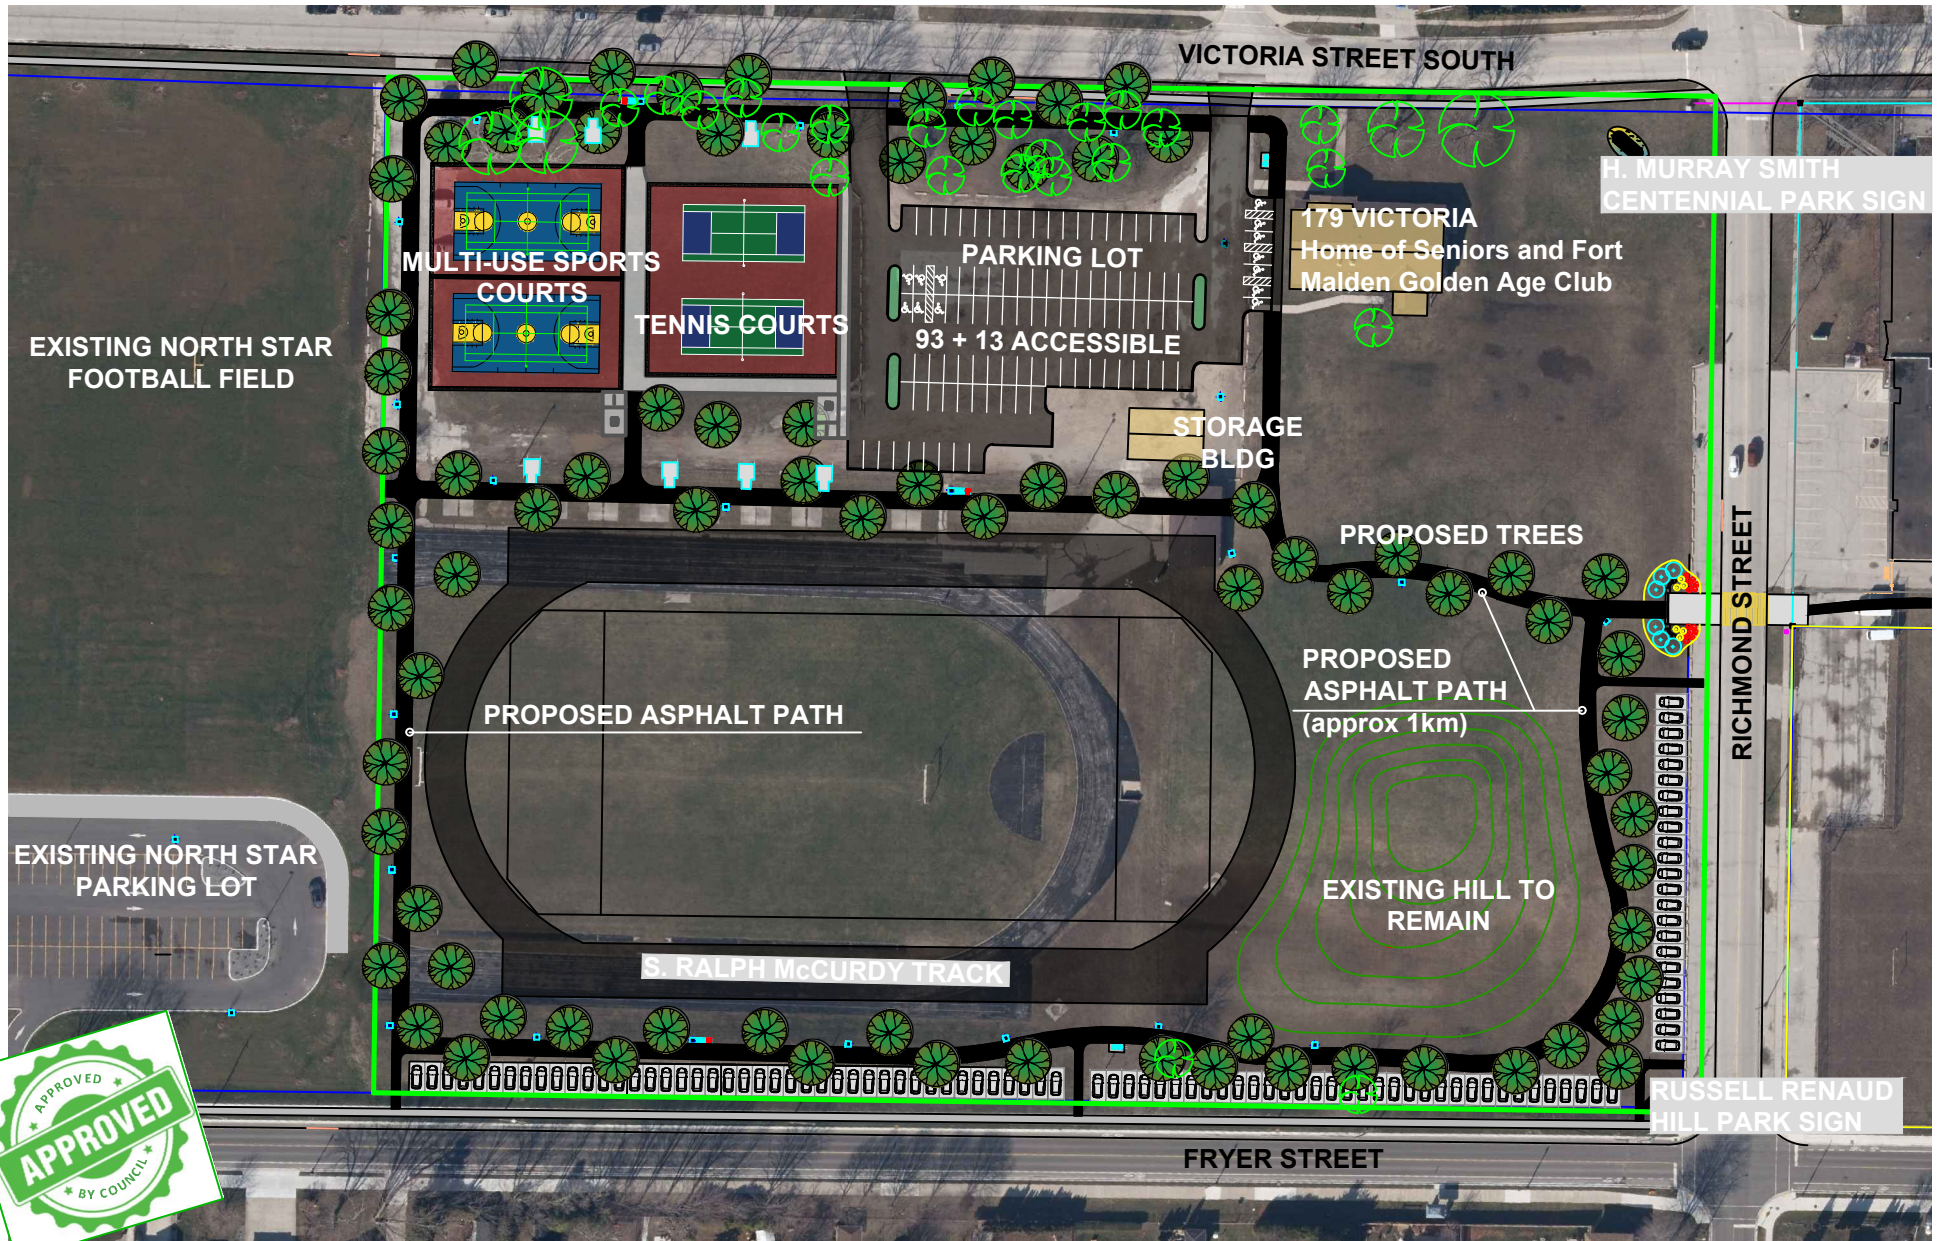 VICTORIA STREET SOUTH
H. MURRAY SMITH
CENTENNIAL PARK SIGN
179 VICTORIA
Home of Seniors and Fort
Malden Golden Age Club
MULTI-USE SPORTS
COURTS
TENNIS COURTS
PARKING LOT
93 + 13 ACCESSIBLE
EXISTING NORTH STAR
FOOTBALL FIELD
STORAGE
BLDG
PROPOSED TREES
RICHMOND STREET
PROPOSED
ASPHALT PATH
(approx 1km)
PROPOSED ASPHALT PATH
EXISTING NORTH STAR
PARKING LOT
EXISTING HILL TO
REMAIN
S. RALPH McCURDY TRACK
RUSSELL RENAUD
HILL PARK SIGN
FRYER STREET
APPROVED
APPROVED
BY COUNCIL